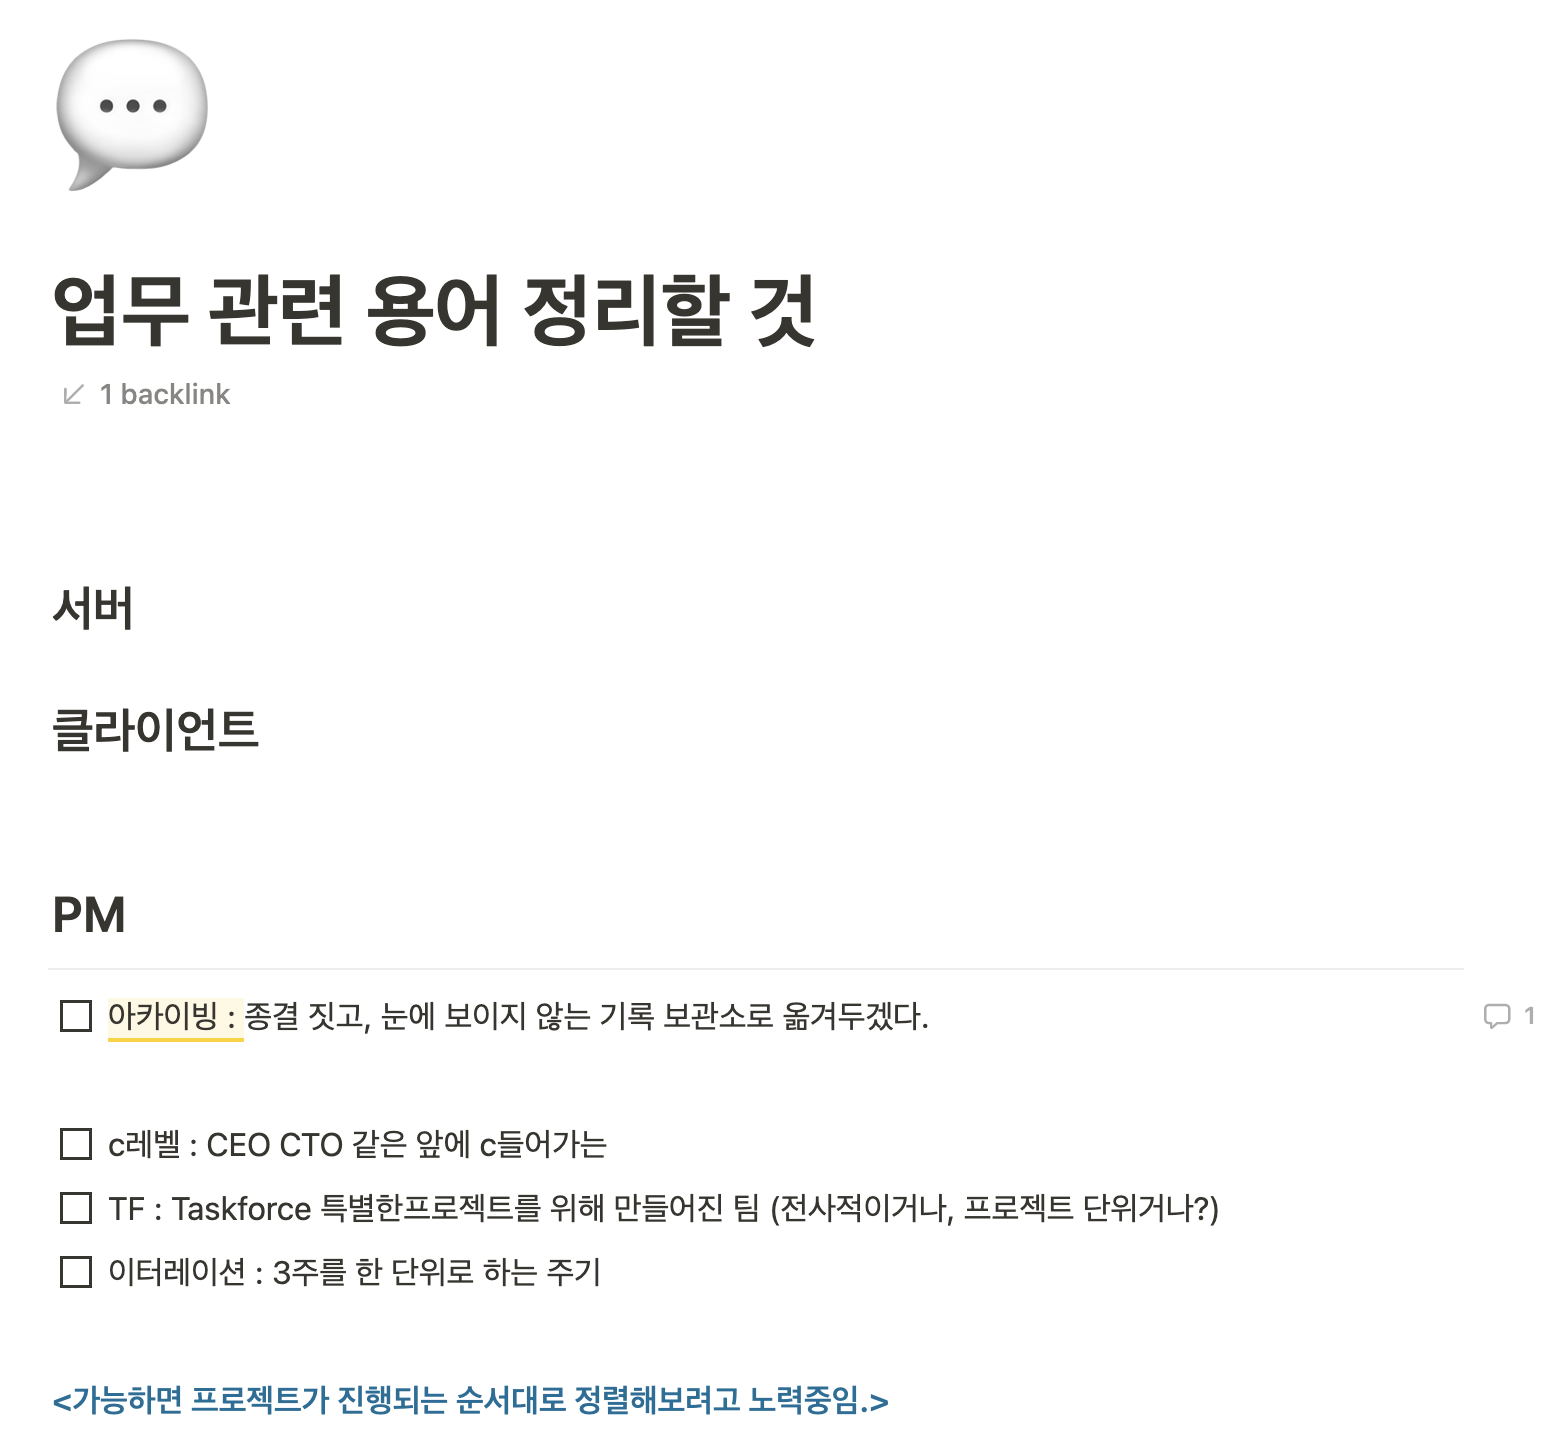 업무 관련 용어 정리할 것
1 backlink
서버
클라이언트
PM
아카이빙 : 종결 짓고, 눈에 보이지 않는 기록 보관소로 옮겨두겠다.
1
c레벨 : CEO CTO 같은 앞에 c들어가는
TF : Taskforce 특별한프로젝트를 위해 만들어진 팀 (전사적이거나, 프로젝트 단위거나?)
이터레이션 : 3주를 한 단위로 하는 주기
<가능하면 프로젝트가 진행되는 순서대로 정렬해보려고 노력중임.>